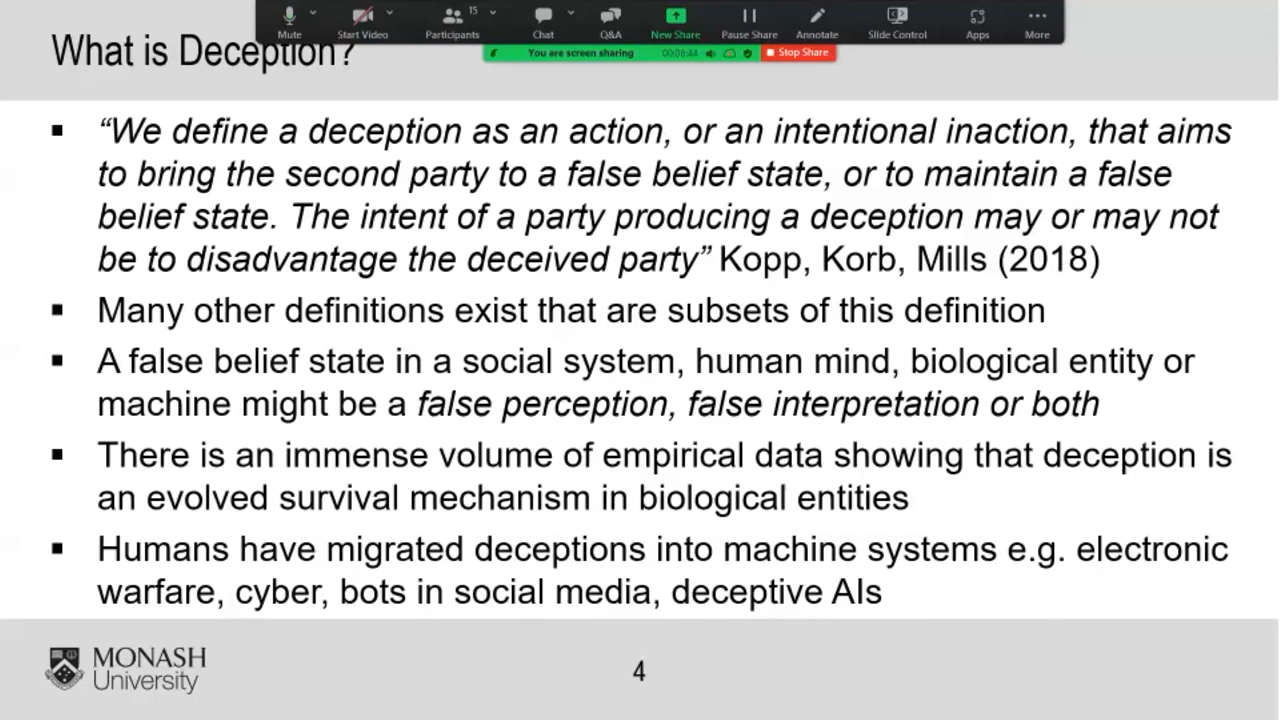 15
Mute
Start Video
Participants
Chat
Q&A
New Share
Pause Share
Annotate
Slide Control
Apps
More
You are screen sharing
00:08:44
Stop Share
What is Deception?
“We define a deception as an action, or an intentional inaction, that aims
to bring the second party to a false belief state, or to maintain a false
belief state. The intent of a party producing a deception may or may not
be to disadvantage the deceived party” Kopp, Korb, Mills (2018)
Many other definitions exist that are subsets of this definition
A false belief state in a social system, human mind, biological entity or
machine might be a false perception, false interpretation or both
There is an immense volume of empirical data showing that deception is
an evolved survival mechanism in biological entities
Humans have migrated deceptions into machine systems e.g. electronic
warfare, cyber, bots in social media, deceptive AIs
MONASH
University
4